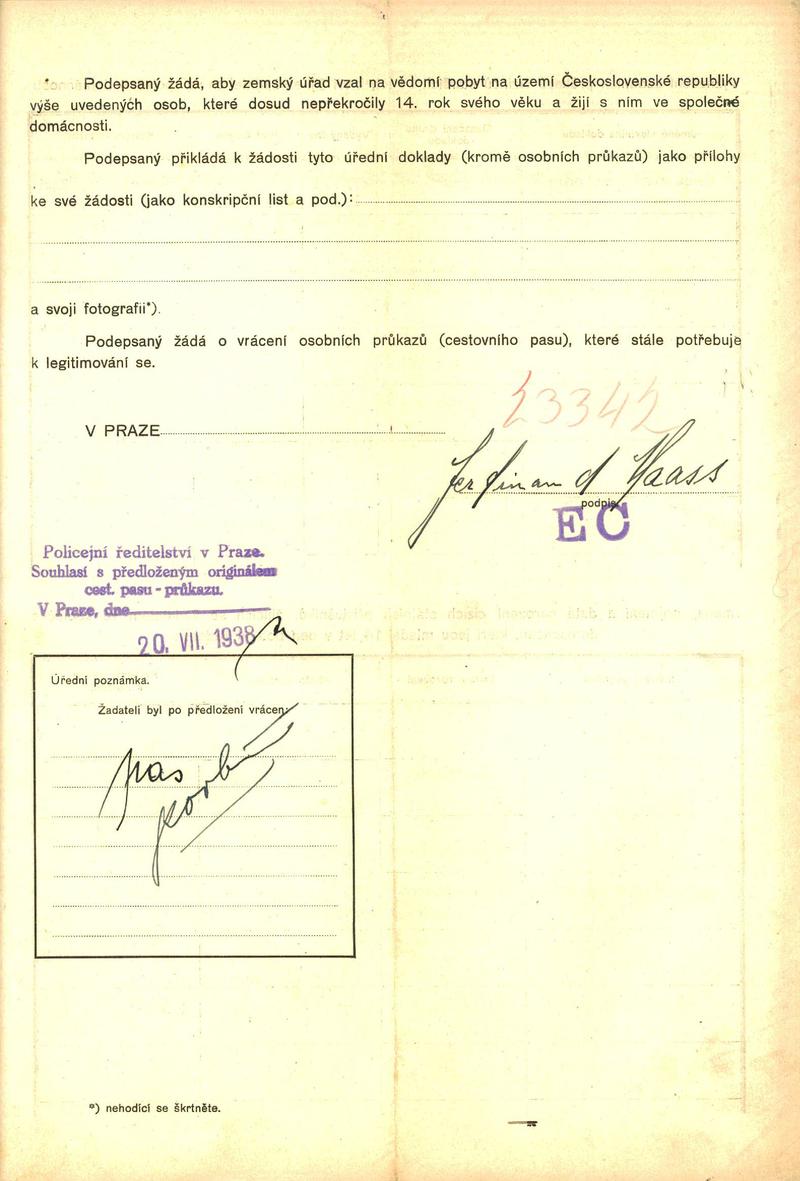 * Podepsaný žádá, aby zemský úřad vzal na vědomí pobyt na území Československé republiky
výše uvedených osob, které dosud nepřekročily 14. rok svého věku a žijí s ním ve společné
domácnosti.
Podepsaný přikládá k žádosti tyto úřední doklady (kromě osobních průkazů) jako přílohy
ke své žádosti (jako konskripční list a pod.):
a svoji fotografii*).
Podepsaný žádá o vrácení osobních průkazů (cestovního pasu), které stále potřebuje
k legitimování se.
23342
V PRAZE
Ferdinand Haass
podpis
EC
Policejní ředitelství v Praze.
Souhlasí s předloženým originálem
cest. pasu - průkazu.
V Praze, dne
20. VII. 1938
Úřední poznámka.
Žadateli byl po předložení vrácen:
pas
*) nehodící se škrtněte.